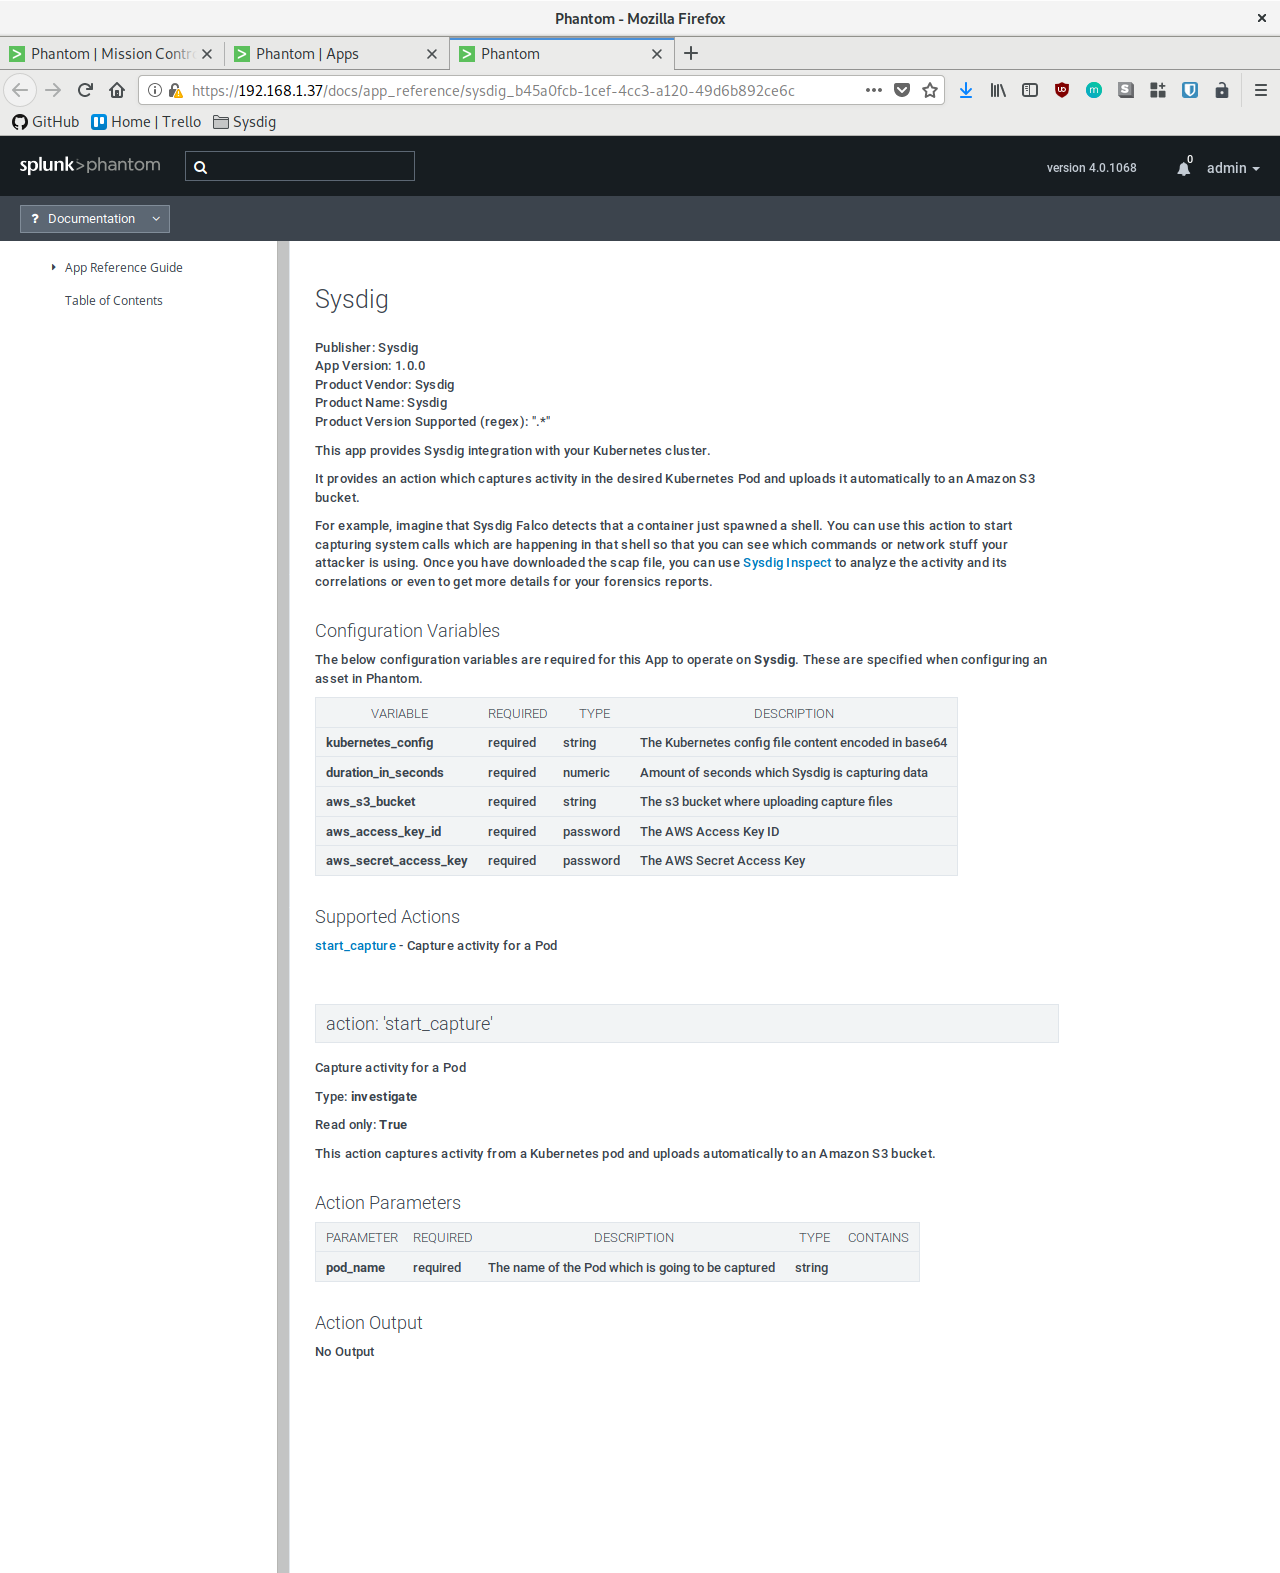 Phantom - Mozilla Firefox
Phantom | Mission Contr
Phantom | Apps
Phantom
https://192.168.1.37/docs/app_reference/sysdig_b45a0fcb-1cef-4cc3-a120-49d6b892ce6c
GitHub Home | Trello Sysdig
splunk>phantom
version 4.0.1068
0
admin
? Documentation
App Reference Guide
Table of Contents
Sysdig
Publisher: Sysdig
App Version: 1.0.0
Product Vendor: Sysdig
Product Name: Sysdig
Product Version Supported (regex): ".*"
This app provides Sysdig integration with your Kubernetes cluster.
It provides an action which captures activity in the desired Kubernetes Pod and uploads it automatically to an Amazon S3
bucket.
For example, imagine that Sysdig Falco detects that a container just spawned a shell. You can use this action to start
capturing system calls which are happening in that shell so that you can see which commands or network stuff your
attacker is using. Once you have downloaded the scap file, you can use Sysdig Inspect to analyze the activity and its
correlations or even to get more details for your forensics reports.
Configuration Variables
The below configuration variables are required for this App to operate on Sysdig. These are specified when configuring an
asset in Phantom.
VARIABLE REQUIRED TYPE DESCRIPTION
kubernetes_config required string The Kubernetes config file content encoded in base64
duration_in_seconds required numeric Amount of seconds which Sysdig is capturing data
aws_s3_bucket required string The s3 bucket where uploading capture files
aws_access_key_id required password The AWS Access Key ID
aws_secret_access_key required password The AWS Secret Access Key
Supported Actions
start_capture - Capture activity for a Pod
action: 'start_capture'
Capture activity for a Pod
Type: investigate
Read only: True
This action captures activity from a Kubernetes pod and uploads automatically to an Amazon S3 bucket.
Action Parameters
PARAMETER REQUIRED DESCRIPTION TYPE CONTAINS
pod_name required The name of the Pod which is going to be captured string
Action Output
No Output